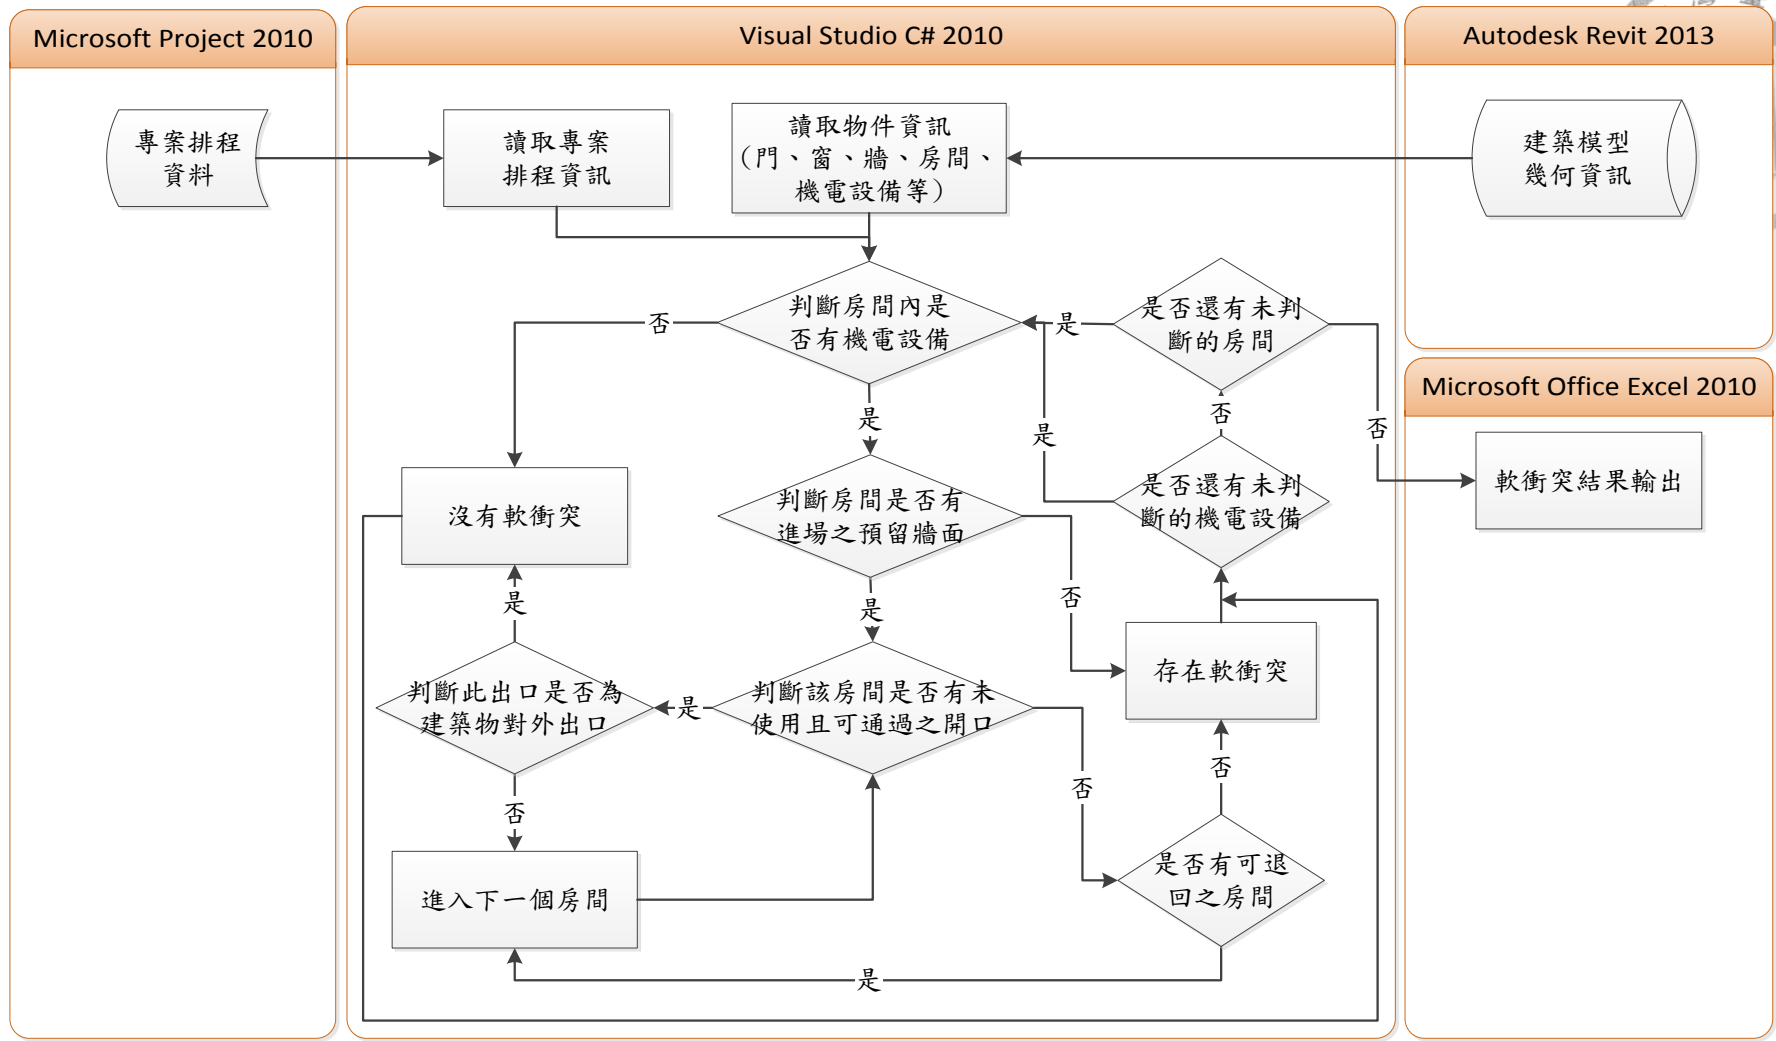 Microsoft Project 2010
專案排程
資料
Visual Studio C# 2010
讀取專案
排程資訊
讀取物件資訊
（門、窗、牆、房間、
機電設備等）
判斷房間內是
否有機電設備
否
是
是否還有未判
斷的房間
是
否
沒有軟衝突
判斷房間是否有
進場之預留牆面
是否還有未判
斷的機電設備
否
是
是
否
是
存在軟衝突
判斷此出口是否為
建築物對外出口
是
判斷該房間是否有未
使用且可通過之開口
否
否
否
進入下一個房間
是否有可退
回之房間
是
Autodesk Revit 2013
建築模型
幾何資訊
Microsoft Office Excel 2010
軟衝突結果輸出